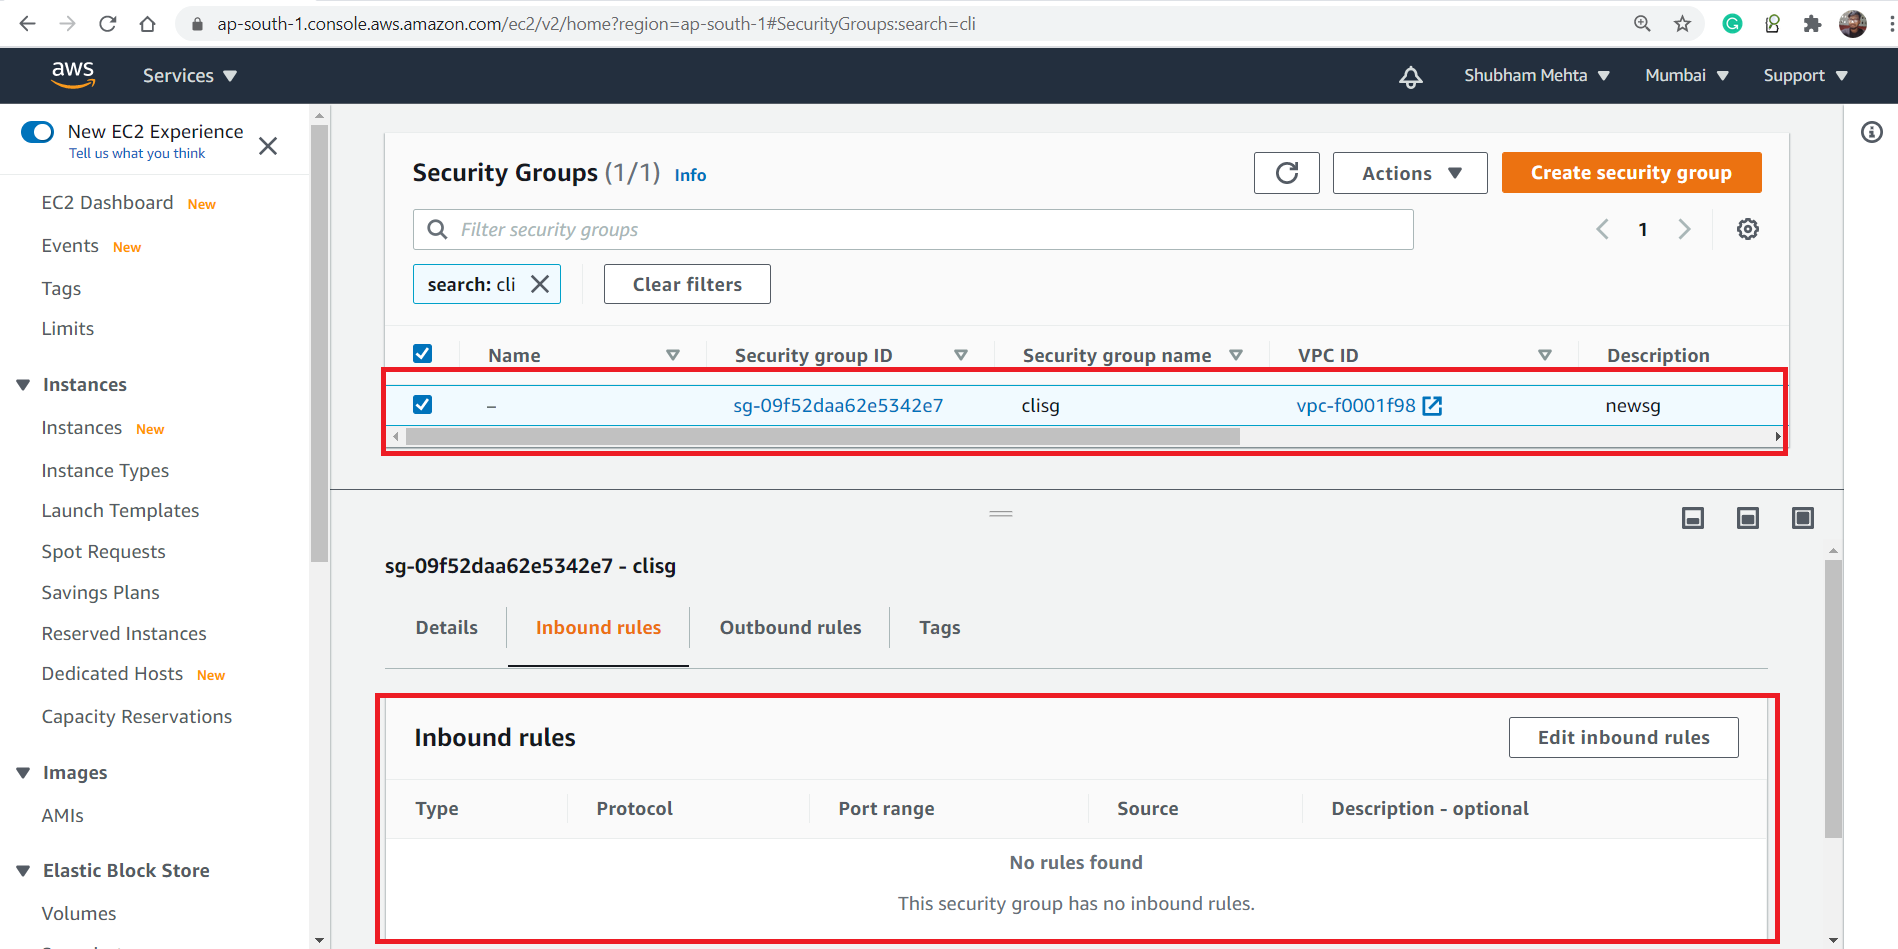 ap-south-1.console.aws.amazon.com/ec2/v2/home?region=ap-south-1#SecurityGroups:search=cli
aws Services Shubham Mehta Mumbai Support
New EC2 Experience
Tell us what you think
EC2 Dashboard New
Events New
Tags
Limits
Instances
Instances New
Instance Types
Launch Templates
Spot Requests
Savings Plans
Reserved Instances
Dedicated Hosts New
Capacity Reservations
Images
AMIs
Elastic Block Store
Volumes
Security Groups (1/1) Info
Actions
Create security group
Filter security groups
1
search: cli
Clear filters
Name Security group ID Security group name VPC ID Description
– sg-09f52daa62e5342e7 clisg vpc-f0001f98 newsg
sg-09f52daa62e5342e7 - clisg
Details Inbound rules Outbound rules Tags
Inbound rules
Edit inbound rules
Type Protocol Port range Source Description - optional
No rules found
This security group has no inbound rules.